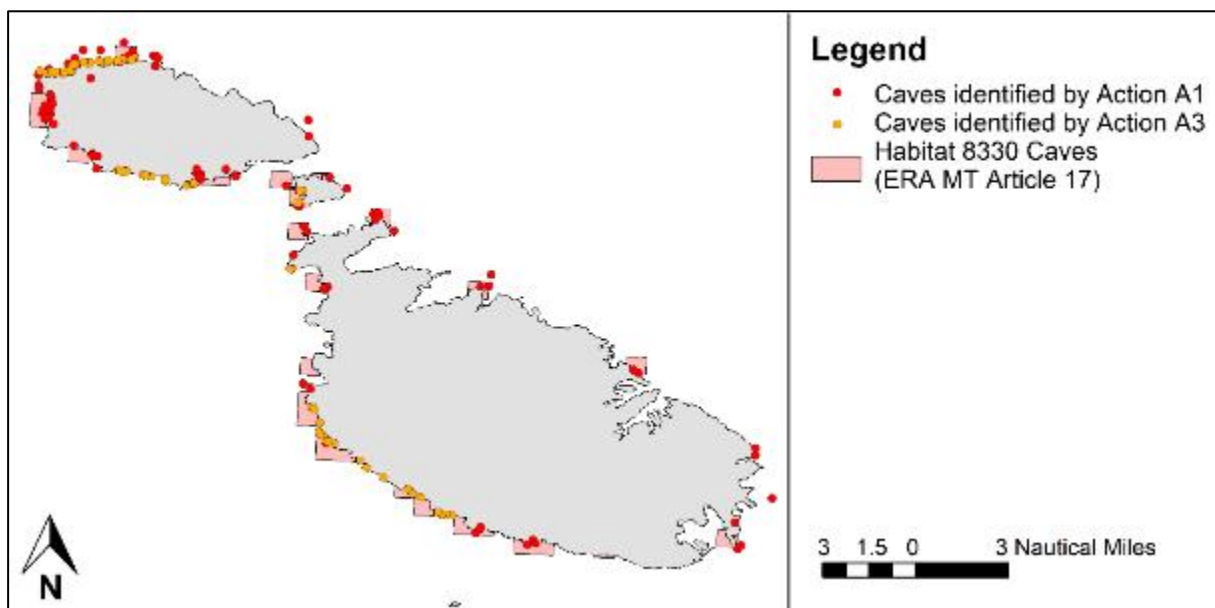 Legend
Caves identified by Action A1
Caves identified by Action A3
Habitat 8330 Caves
(ERA MT Article 17)
N
3 1.5 0 3 Nautical Miles